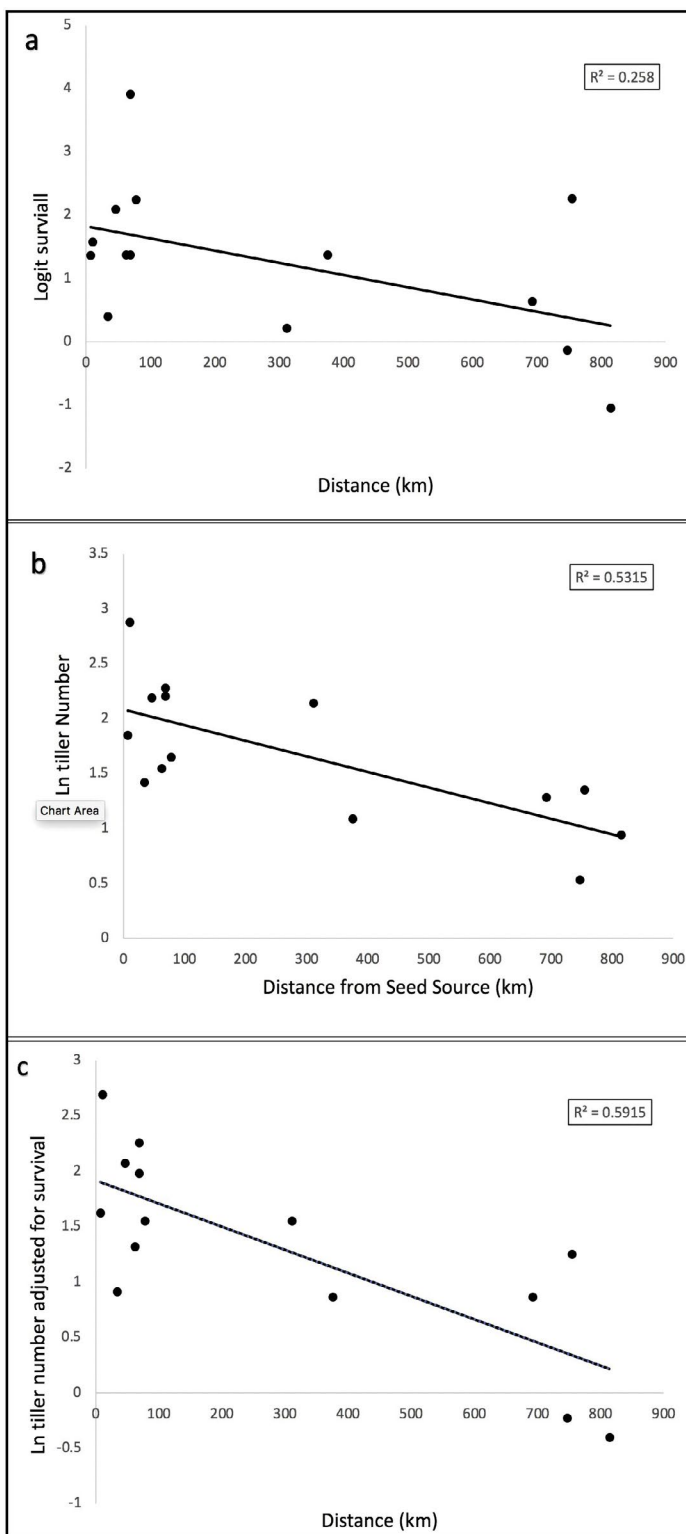 a
5
R² = 0.258
4
3
2
1
0
-1
-2
Logit surviall
0 100 200 300 400 500 600 700 800 900
Distance (km)
b
3.5
R² = 0.5315
3
2.5
2
1.5
1
0.5
0
Ln tiller Number
Chart Area
0 100 200 300 400 500 600 700 800 900
Distance from Seed Source (km)
c
3
R² = 0.5915
2.5
2
1.5
1
0.5
0
-0.5
-1
Ln tiller number adjusted for survival
0 100 200 300 400 500 600 700 800 900
Distance (km)